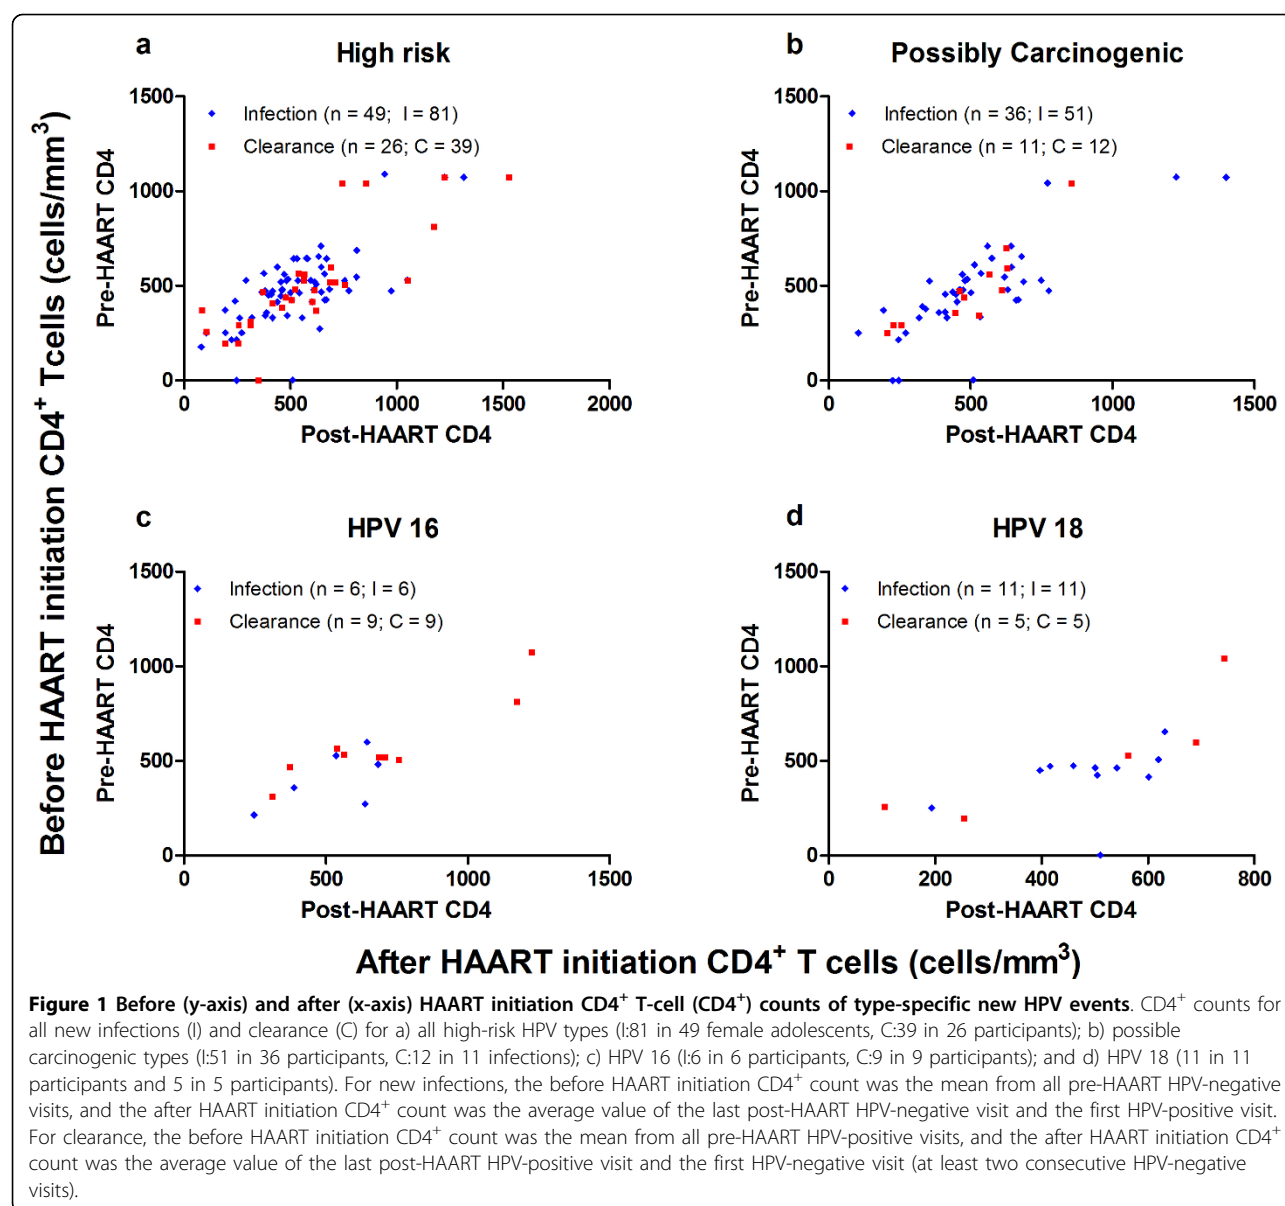 Before HAART initiation CD4+ Tcells (cells/mm3)
a
High risk
Pre-HAART CD4
1500
1000
500
0
Infection (n = 49; I = 81)
Clearance (n = 26; C = 39)
0 500 1000 1500 2000
Post-HAART CD4
b
Possibly Carcinogenic
Pre-HAART CD4
1500
1000
500
0
Infection (n = 36; I = 51)
Clearance (n = 11; C = 12)
0 500 1000 1500
Post-HAART CD4
c
HPV 16
Pre-HAART CD4
1500
1000
500
0
Infection (n = 6; I = 6)
Clearance (n = 9; C = 9)
0 500 1000 1500
Post-HAART CD4
d
HPV 18
Pre-HAART CD4
1500
1000
500
0
Infection (n = 11; I = 11)
Clearance (n = 5; C = 5)
0 200 400 600 800
Post-HAART CD4
After HAART initiation CD4+ T cells (cells/mm3)
Figure 1 Before (y-axis) and after (x-axis) HAART initiation CD4+ T-cell (CD4+) counts of type-specific new HPV events. CD4+ counts for
all new infections (I) and clearance (C) for a) all high-risk HPV types (I:81 in 49 female adolescents, C:39 in 26 participants); b) possible
carcinogenic types (I:51 in 36 participants, C:12 in 11 infections); c) HPV 16 (I:6 in 6 participants, C:9 in 9 participants); and d) HPV 18 (11 in 11
participants and 5 in 5 participants). For new infections, the before HAART initiation CD4+ count was the mean from all pre-HAART HPV-negative
visits, and the after HAART initiation CD4+ count was the average value of the last post-HAART HPV-negative visit and the first HPV-positive visit.
For clearance, the before HAART initiation CD4+ count was the mean from all pre-HAART HPV-positive visits, and the after HAART initiation CD4+
count was the average value of the last post-HAART HPV-positive visit and the first HPV-negative visit (at least two consecutive HPV-negative
visits).